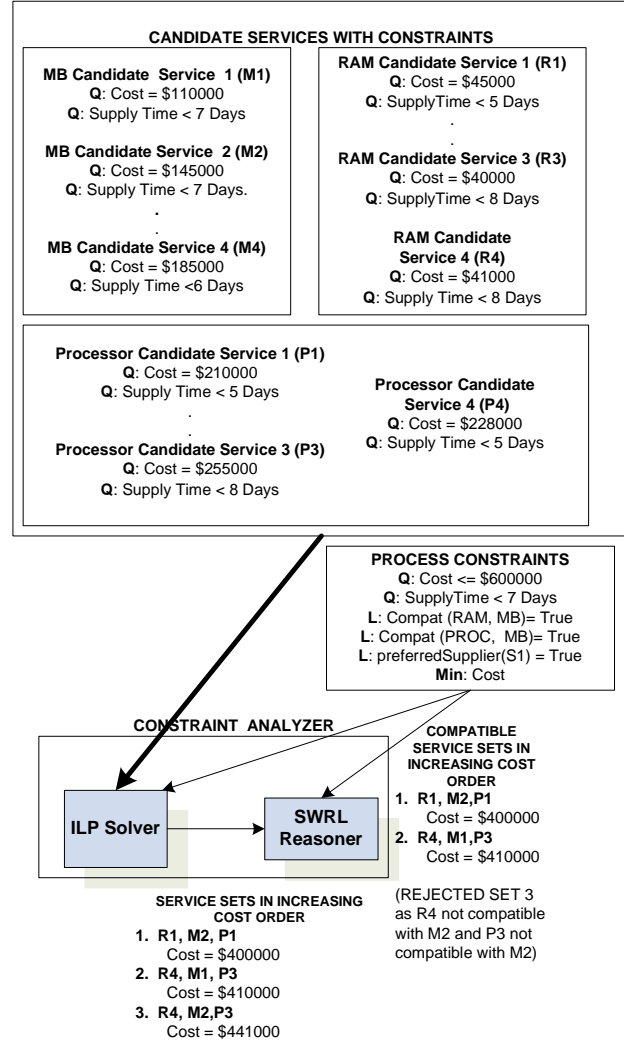 CANDIDATE SERVICES WITH CONSTRAINTS
MB Candidate Service 1 (M1)
Q: Cost = $110000
Q: Supply Time < 7 Days
MB Candidate Service 2 (M2)
Q: Cost = $145000
Q: Supply Time < 7 Days.
.
.
MB Candidate Service 4 (M4)
Q: Cost = $185000
Q: Supply Time <6 Days
RAM Candidate Service 1 (R1)
Q: Cost = $45000
Q: SupplyTime < 5 Days
.
.
RAM Candidate Service 3 (R3)
Q: Cost = $40000
Q: SupplyTime < 8 Days
RAM Candidate
Service 4 (R4)
Q: Cost = $41000
Q: Supply Time < 8 Days
Processor Candidate Service 1 (P1)
Q: Cost = $210000
Q: Supply Time < 5 Days
.
.
Processor Candidate Service 3 (P3)
Q: Cost = $255000
Q: Supply Time < 8 Days
Processor Candidate
Service 4 (P4)
Q: Cost = $228000
Q: Supply Time < 5 Days
PROCESS CONSTRAINTS
Q: Cost <= $600000
Q: SupplyTime < 7 Days
L: Compat (RAM, MB)= True
L: Compat (PROC, MB)= True
L: preferredSupplier(S1) = True
Min: Cost
CONSTRAINT ANALYZER
ILP Solver
SWRL
Reasoner
COMPATIBLE
SERVICE SETS IN
INCREASING COST
ORDER
1. R1, M2,P1
Cost = $400000
2. R4, M1,P3
Cost = $410000
(REJECTED SET 3
as R4 not compatible
with M2 and P3 not
compatible with M2)
SERVICE SETS IN INCREASING
COST ORDER
1. R1, M2, P1
Cost = $400000
2. R4, M1, P3
Cost = $410000
3. R4, M2,P3
Cost = $441000